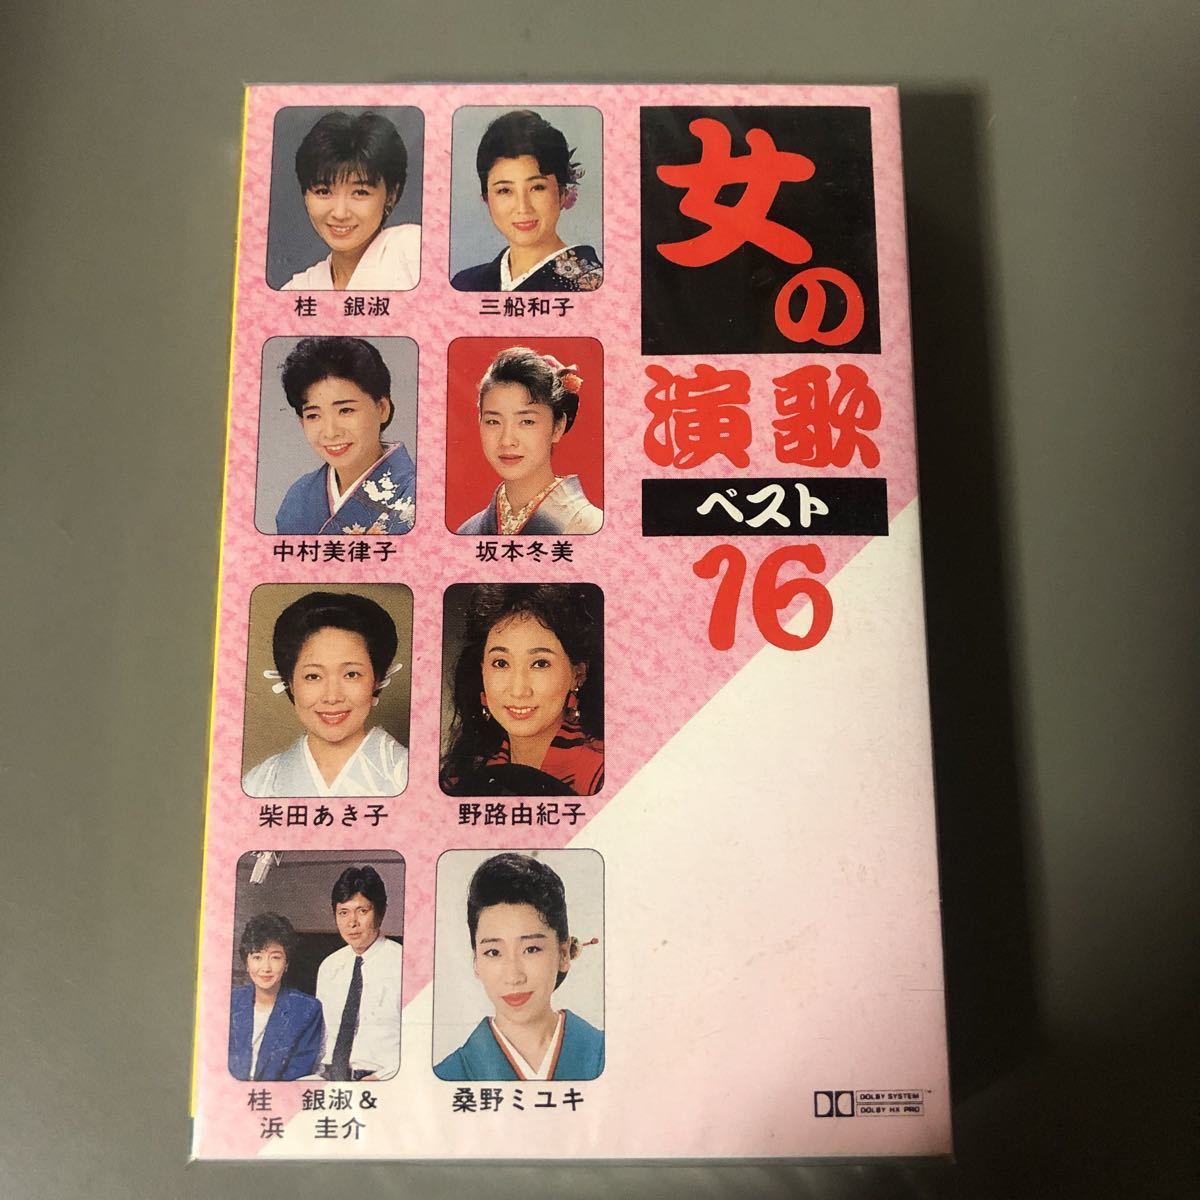 女の
演歌
ベスト
16
桂　銀淑
三船和子
中村美律子
坂本冬美
柴田あき子
野路由紀子
桂　銀淑&
浜　圭介
桑野ミユキ
DOLBY SYSTEM™
DOLBY HX PRO